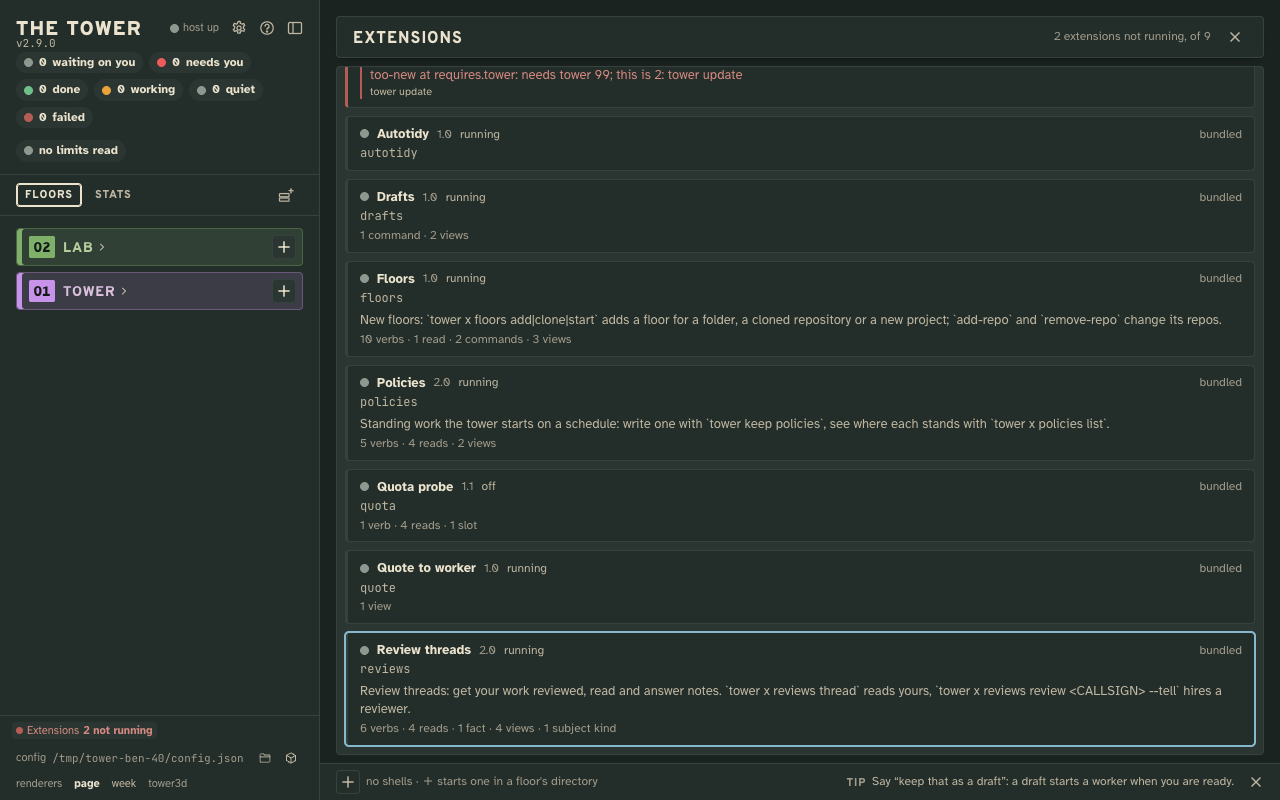 THE TOWER
host up
v2.9.0
0 waiting on you
0 needs you
0 done
0 working
0 quiet
0 failed
no limits read
FLOORS
STATS
02 LAB ›
01 TOWER ›
Extensions 2 not running
config /tmp/tower-ben-40/config.json
renderers page week tower3d
EXTENSIONS
2 extensions not running, of 9
too-new at requires.tower: needs tower 99; this is 2: tower update
tower update
Autotidy 1.0 running bundled
autotidy
Drafts 1.0 running bundled
drafts
1 command · 2 views
Floors 1.0 running bundled
floors
New floors: `tower x floors add|clone|start` adds a floor for a folder, a cloned repository or a new project; `add-repo` and `remove-repo` change its repos.
10 verbs · 1 read · 2 commands · 3 views
Policies 2.0 running bundled
policies
Standing work the tower starts on a schedule: write one with `tower keep policies`, see where each stands with `tower x policies list`.
5 verbs · 4 reads · 2 views
Quota probe 1.1 off bundled
quota
1 verb · 4 reads · 1 slot
Quote to worker 1.0 running bundled
quote
1 view
Review threads 2.0 running bundled
reviews
Review threads: get your work reviewed, read and answer notes. `tower x reviews thread` reads yours, `tower x reviews review <CALLSIGN> --tell` hires a
reviewer.
6 verbs · 4 reads · 1 fact · 4 views · 1 subject kind
no shells · + starts one in a floor's directory
TIP Say “keep that as a draft”: a draft starts a worker when you are ready.